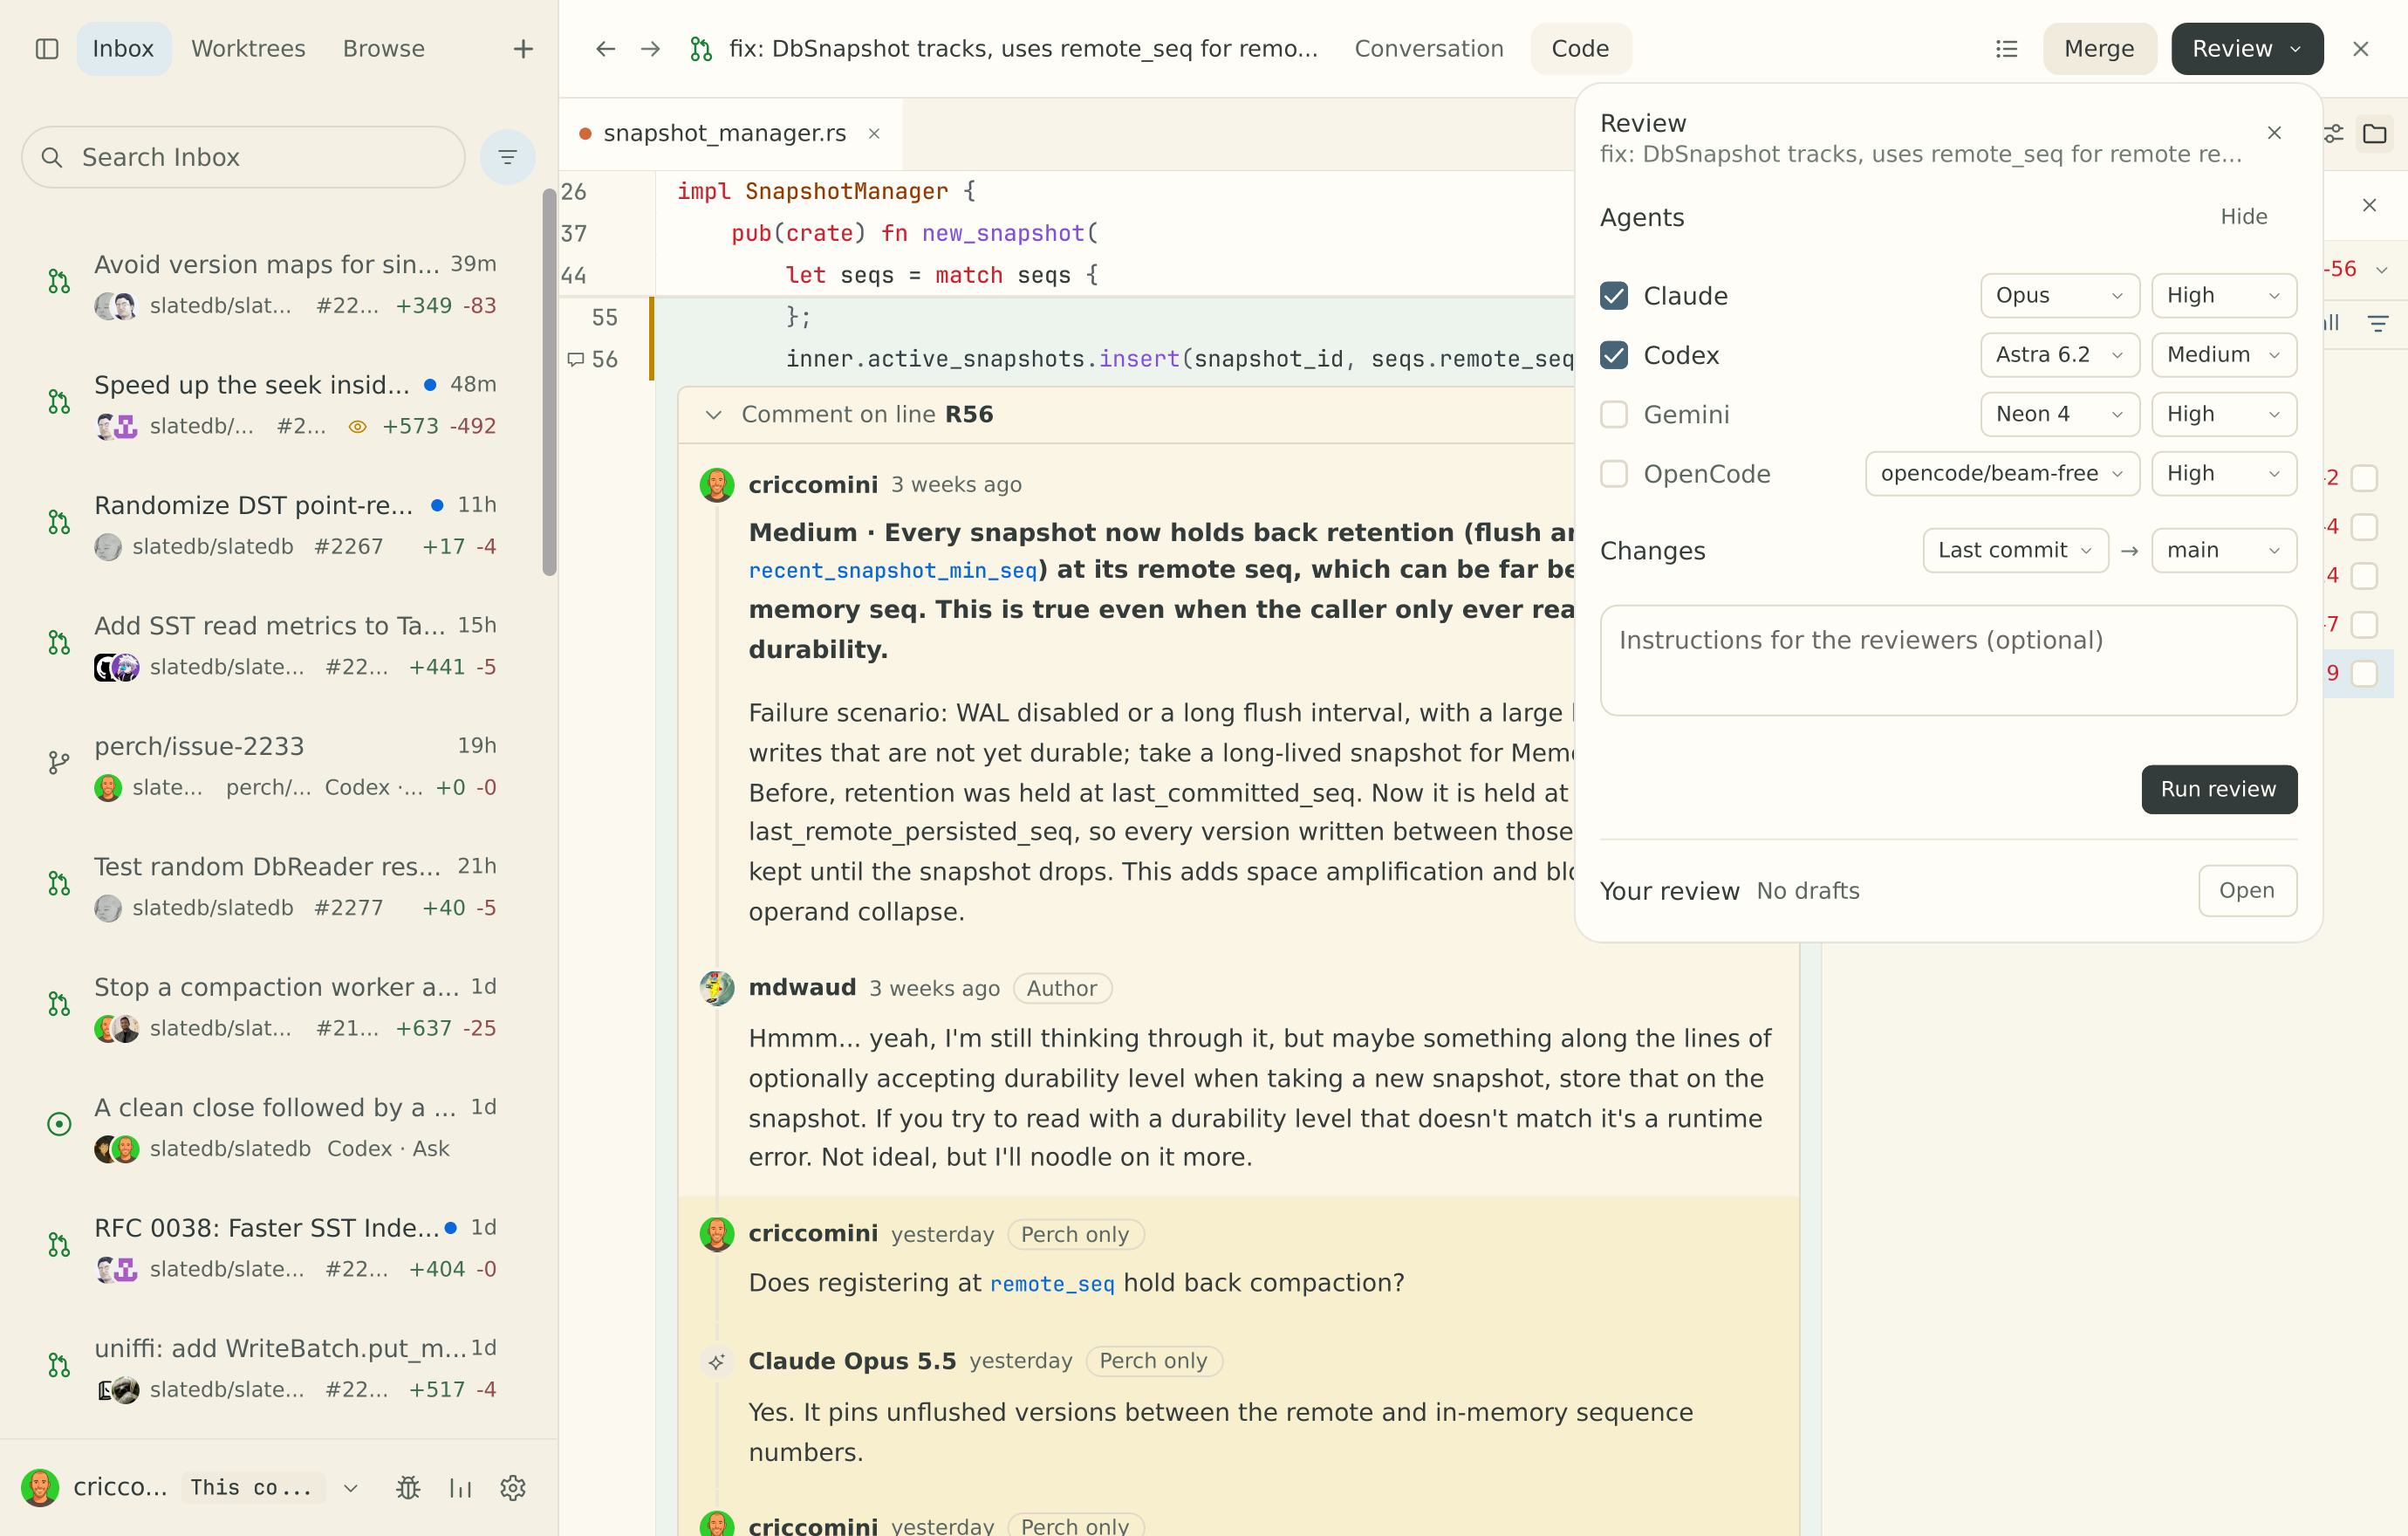 Inbox Worktrees Browse
Search Inbox
Avoid version maps for sin... 39m
slatedb/slat... #22... +349 -83
Speed up the seek insid... 48m
slatedb/... #2... +573 -492
Randomize DST point-re... 11h
slatedb/slatedb #2267 +17 -4
Add SST read metrics to Ta... 15h
slatedb/slate... #22... +441 -5
perch/issue-2233 19h
slate... perch/... Codex ·... +0 -0
Test random DbReader res... 21h
slatedb/slatedb #2277 +40 -5
Stop a compaction worker a... 1d
slatedb/slat... #21... +637 -25
A clean close followed by a ... 1d
slatedb/slatedb Codex · Ask
RFC 0038: Faster SST Inde... 1d
slatedb/slate... #22... +404 -0
uniffi: add WriteBatch.put_m... 1d
slatedb/slate... #22... +517 -4
cricco... This co...
fix: DbSnapshot tracks, uses remote_seq for remo... Conversation Code Merge Review
snapshot_manager.rs
26 impl SnapshotManager {
37 pub(crate) fn new_snapshot(
44 let seqs = match seqs {
55 };
56 inner.active_snapshots.insert(snapshot_id, seqs.remote_seq
Comment on line R56
criccomini 3 weeks ago
Medium · Every snapshot now holds back retention (flush
recent_snapshot_min_seq) at its remote seq, which can be far
memory seq. This is true even when the caller only ever
durability.
Failure scenario: WAL disabled or a long flush interval, with a large
writes that are not yet durable; take a long-lived snapshot for
Before, retention was held at last_committed_seq. Now it is held at
last_remote_persisted_seq, so every version written between those
kept until the snapshot drops. This adds space amplification and
operand collapse.
mdwaud 3 weeks ago Author
Hmmm... yeah, I'm still thinking through it, but maybe something along the lines of
optionally accepting durability level when taking a new snapshot, store that on the
snapshot. If you try to read with a durability level that doesn't match it's a runtime
error. Not ideal, but I'll noodle on it more.
criccomini yesterday Perch only
Does registering at remote_seq hold back compaction?
Claude Opus 5.5 yesterday Perch only
Yes. It pins unflushed versions between the remote and in-memory sequence
numbers.
criccomini yesterday Perch only
Review
fix: DbSnapshot tracks, uses remote_seq for remote re...
Agents Hide
Claude Opus High
Codex Astra 6.2 Medium
Gemini Neon 4 High
OpenCode opencode/beam-free High
Changes Last commit → main
Instructions for the reviewers (optional)
Run review
Your review No drafts Open
-56
2
4
4
7
9